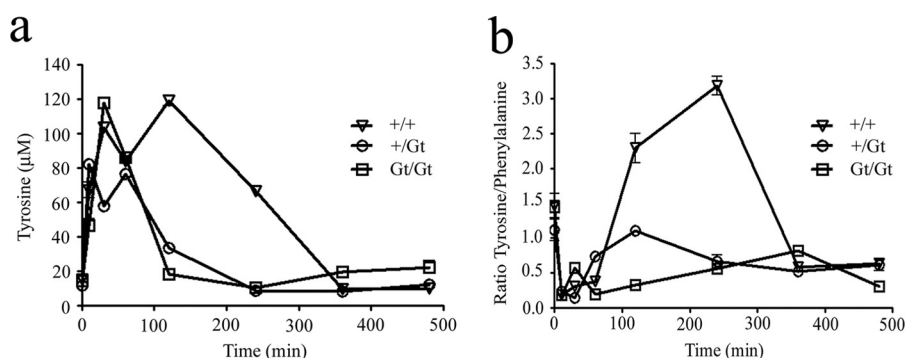 a
Tyrosine (µM)
140
120
100
80
60
40
20
0
0 100 200 300 400 500
Time (min)
+/+
+/Gt
Gt/Gt
b
Ratio Tyrosine/Phenylalanine
3.5
3.0
2.5
2.0
1.5
1.0
0.5
0.0
0 100 200 300 400 500
Time (min)
+/+
+/Gt
Gt/Gt